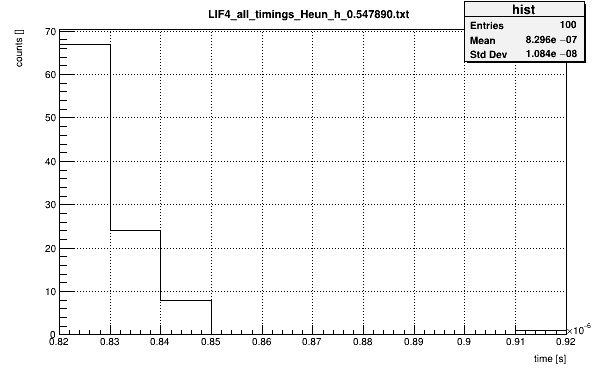 LIF4_all_timings_Heun_h_0.547890.txt
hist
Entries 100
Mean 8.296e −07
Std Dev 1.084e −08
counts []
70
60
50
40
30
20
10
0
0.82 0.83 0.84 0.85 0.86 0.87 0.88 0.89 0.9 0.91 0.92
×10⁻⁶
time [s]